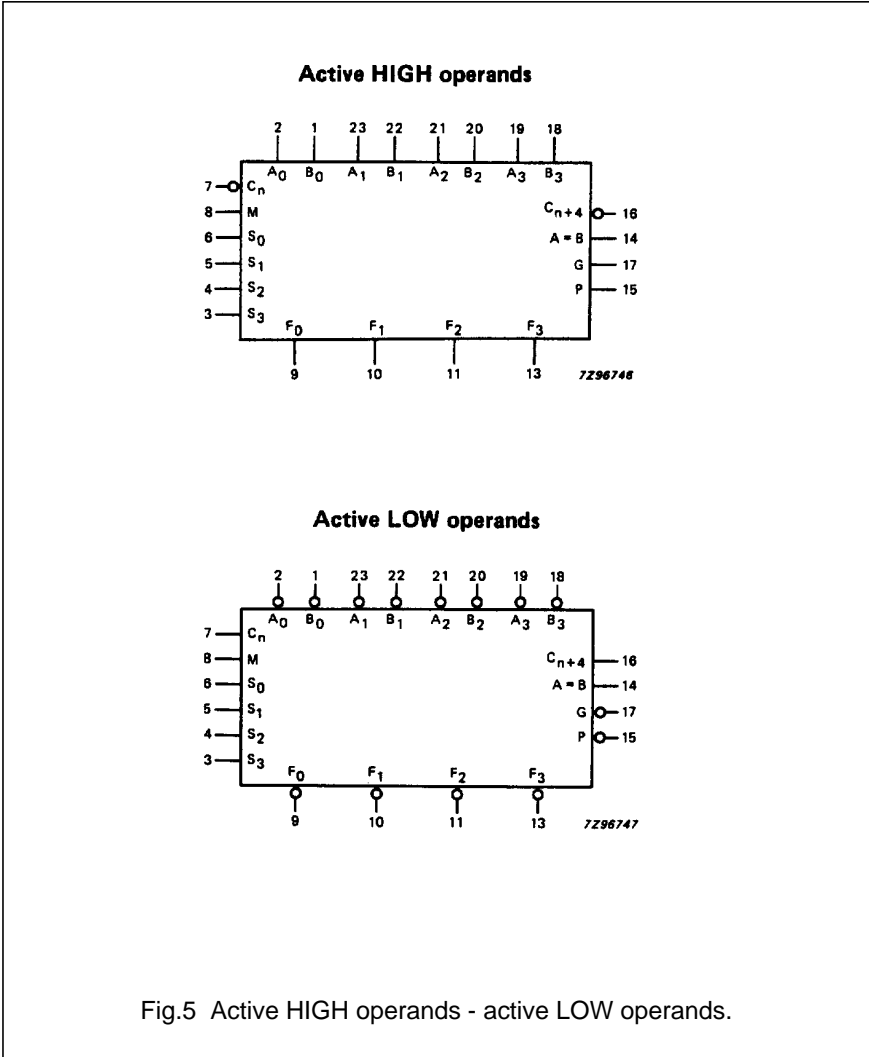 Active HIGH operands
2 1 23 22 21 20 19 18
A0 B0 A1 B1 A2 B2 A3 B3
7 Cn
8 M Cn+4 16
6 S0 A = B 14
5 S1 G 17
4 S2 P 15
3 S3
F0 F1 F2 F3
9 10 11 13 7Z96746
Active LOW operands
2 1 23 22 21 20 19 18
A0 B0 A1 B1 A2 B2 A3 B3
7 Cn
8 M Cn+4 16
6 S0 A = B 14
5 S1 G 17
4 S2 P 15
3 S3
F0 F1 F2 F3
9 10 11 13 7Z96747
Fig.5 Active HIGH operands - active LOW operands.